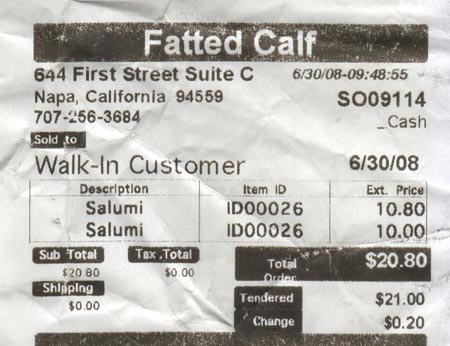 Fatted Calf
644 First Street Suite C 6/30/08-09:48:55
Napa, California 94559 SO09114
707-256-3684 _Cash
Sold to
Walk-In Customer 6/30/08
Description Item ID Ext. Price
Salumi ID00026 10.80
Salumi ID00026 10.00
Sub Total Tax .Total Total Order $20.80
$20.80 $0.00
Shipping Tendered $21.00
$0.00 Change $0.20